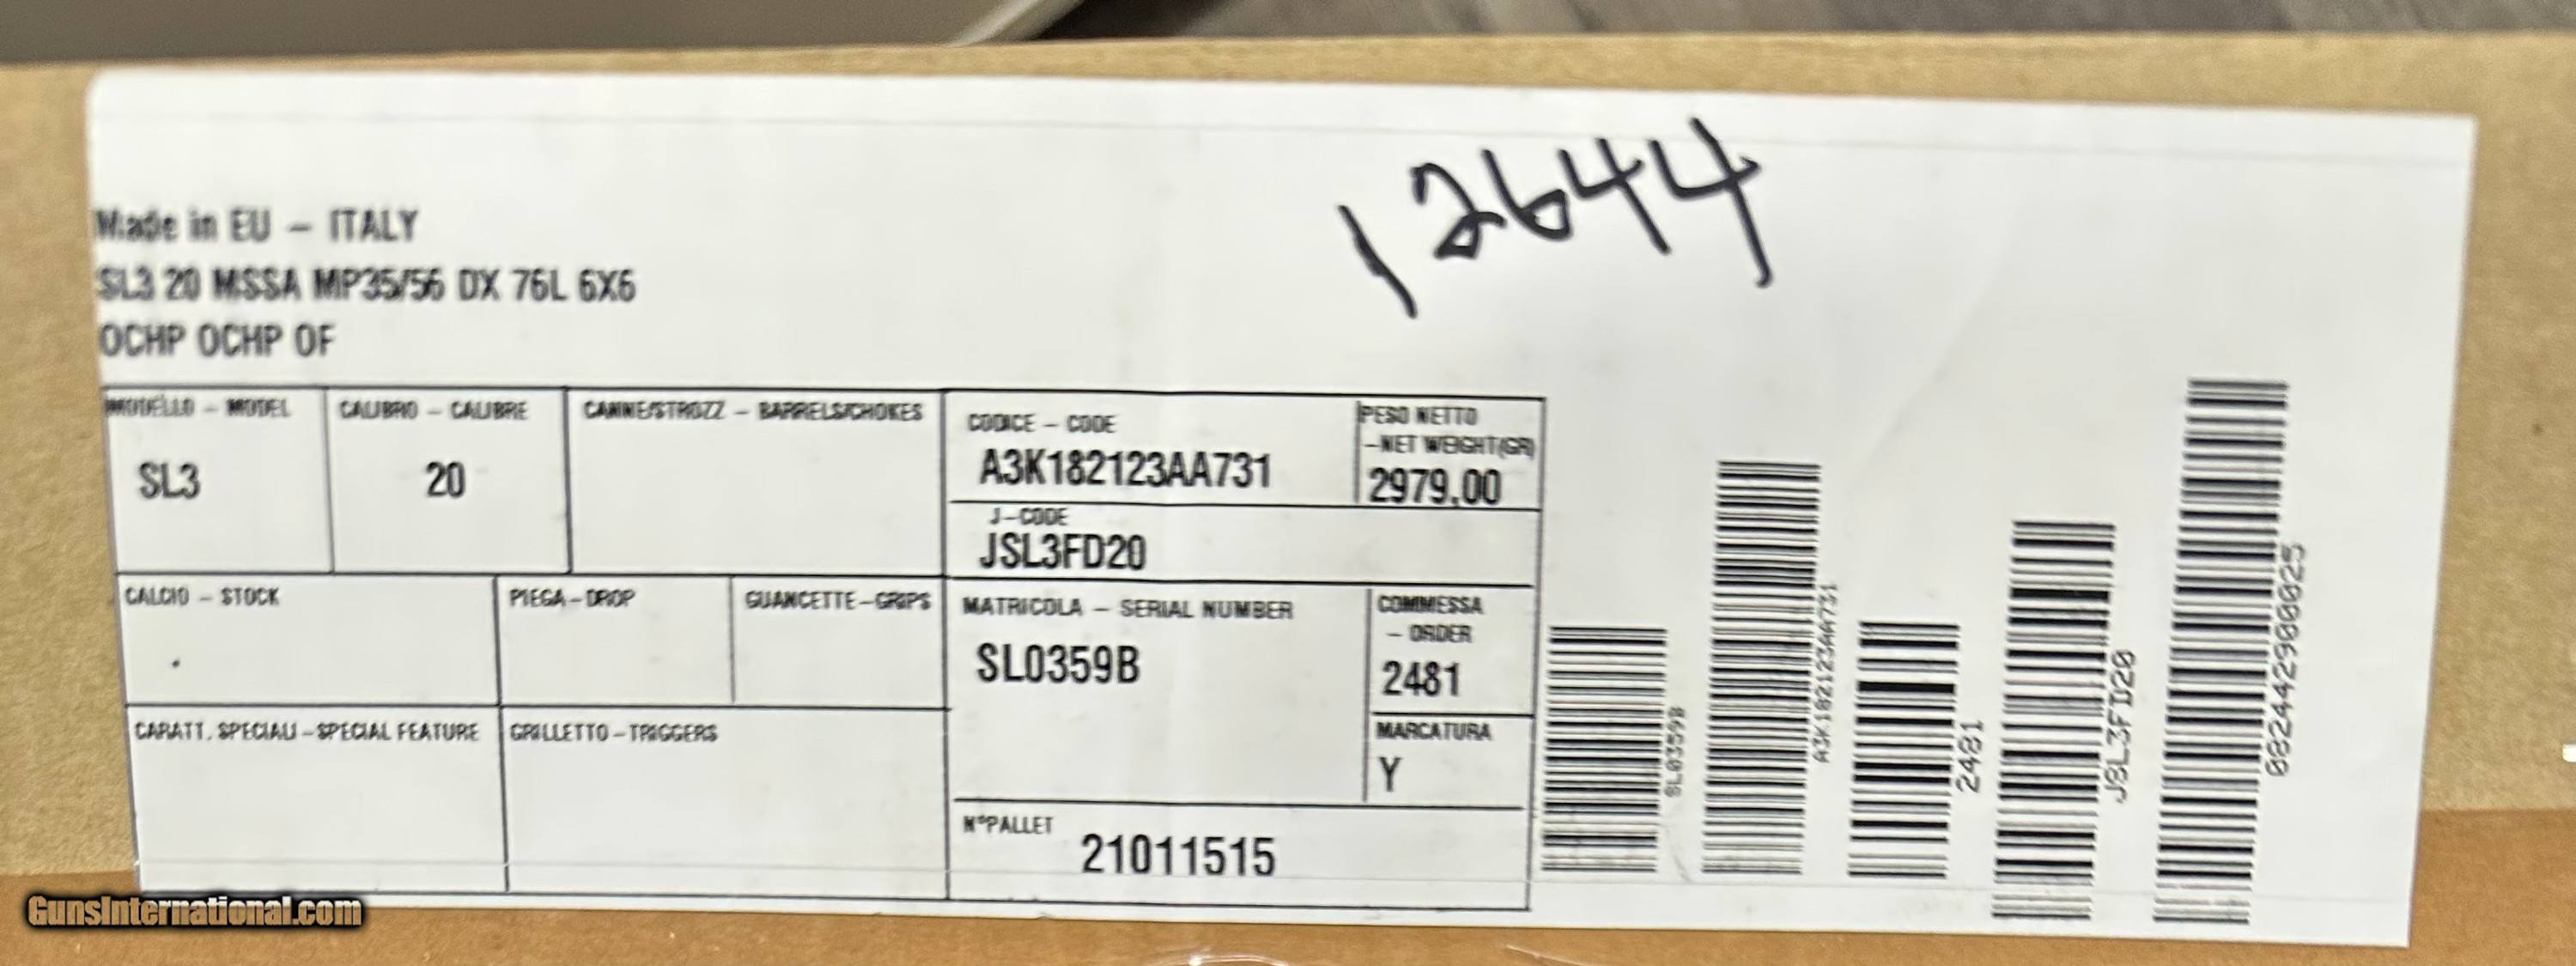 12644
Made in EU - ITALY
SL3 20 MSSA MP35/56 DX 76L 6X6
OCHP OCHP OF
MODELLO - MODEL
SL3
CALIBRO - CALIBRE
20
CANNE/STROZZ - BARRELS/CHOKES
CODICE - CODE
A3K182123AA731
PESO NETTO
-NET WEIGHT(GR)
2979,00
J-CODE
JSL3FD20
CALCIO - STOCK
PIEGA-DROP
GUANCETTE-GRIPS
MATRICOLA - SERIAL NUMBER
SL0359B
COMMESSA
- ORDER
2481
CARATT. SPECIALI-SPECIAL FEATURE
GRILLETTO-TRIGGERS
MARCATURA
Y
N°PALLET
21011515
SL0359B
A3K182123AA731
2481
JSL3FD20
082442900025
GunsInternational.com